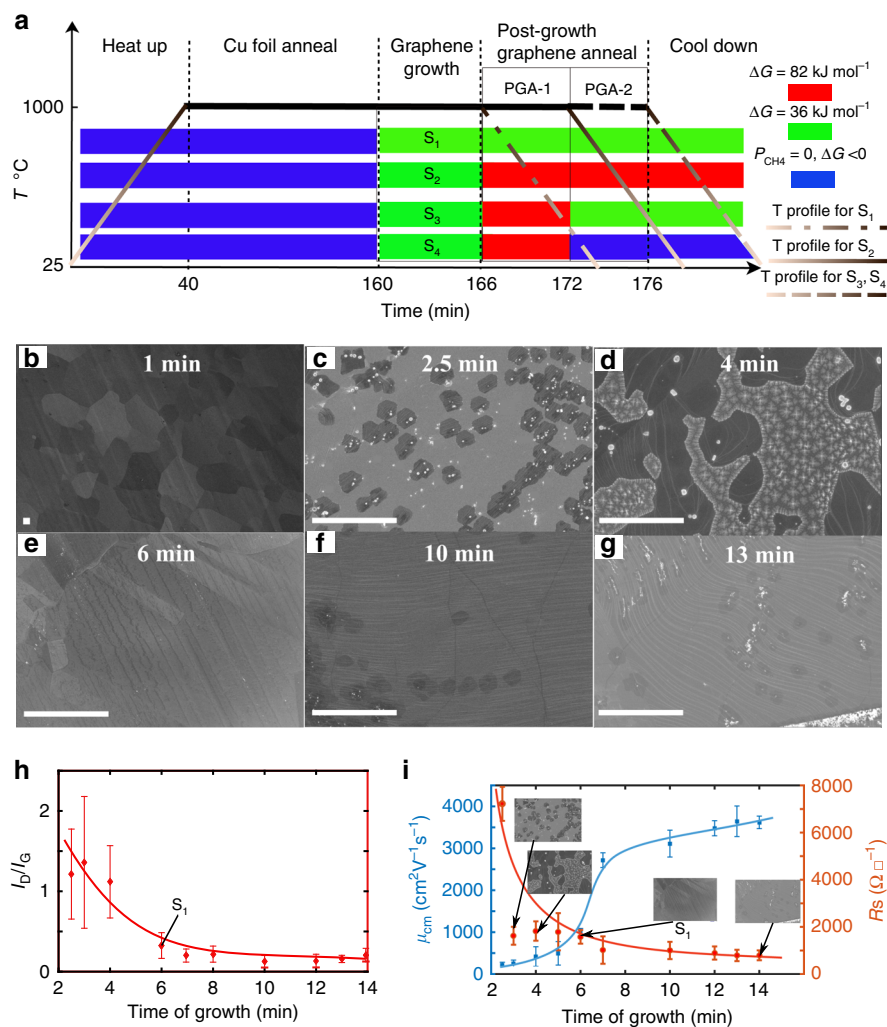 a
Heat up
Cu foil anneal
Graphene
growth
Post-growth
graphene anneal
Cool down
PGA-1
PGA-2
ΔG = 82 kJ mol⁻¹
ΔG = 36 kJ mol⁻¹
P_CH4 = 0, ΔG <0
T profile for S₁
T profile for S₂
T profile for S₃, S₄
T °C
1000
25
S₁
S₂
S₃
S₄
40
160
166
172
176
Time (min)
b
1 min
c
2.5 min
d
4 min
e
6 min
f
10 min
g
13 min
h
I_D/I_G
2
1
0
S₁
2
4
6
8
10
12
14
Time of growth (min)
i
μcm (cm²V⁻¹s⁻¹)
4000
3000
2000
1000
0
S₁
8000
6000
4000
2000
0
Rs (Ω □⁻¹)
2
4
6
8
10
12
14
Time of growth (min)